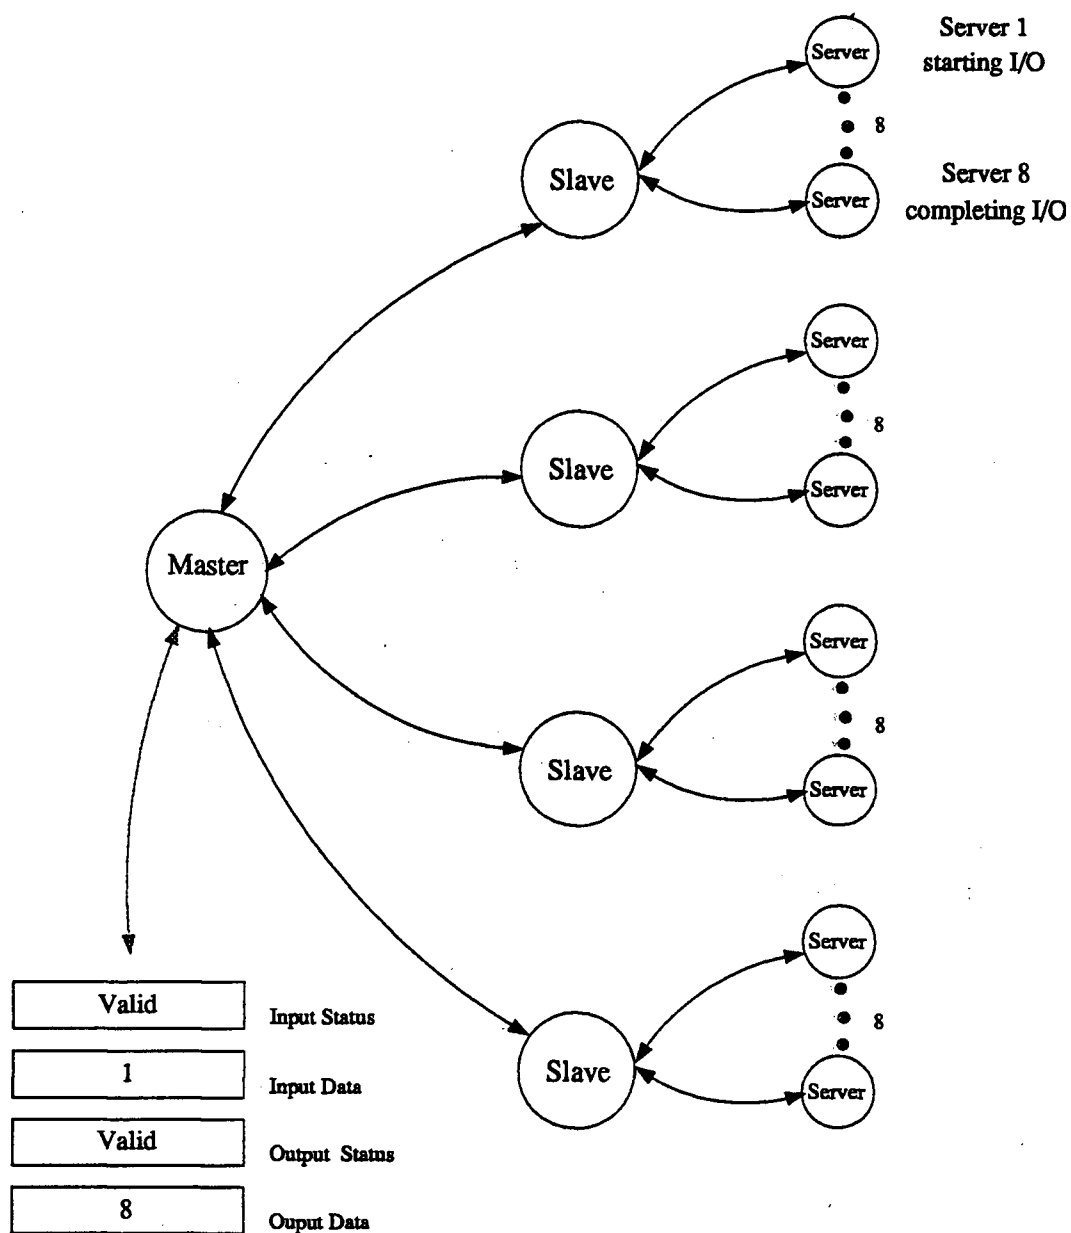 Server
Server 1
starting I/O
8
Slave
Server
Server 8
completing I/O
Server
8
Slave
Server
Master
Server
8
Slave
Server
Server
8
Slave
Server
Valid
Input Status
1
Input Data
Valid
Output Status
8
Ouput Data